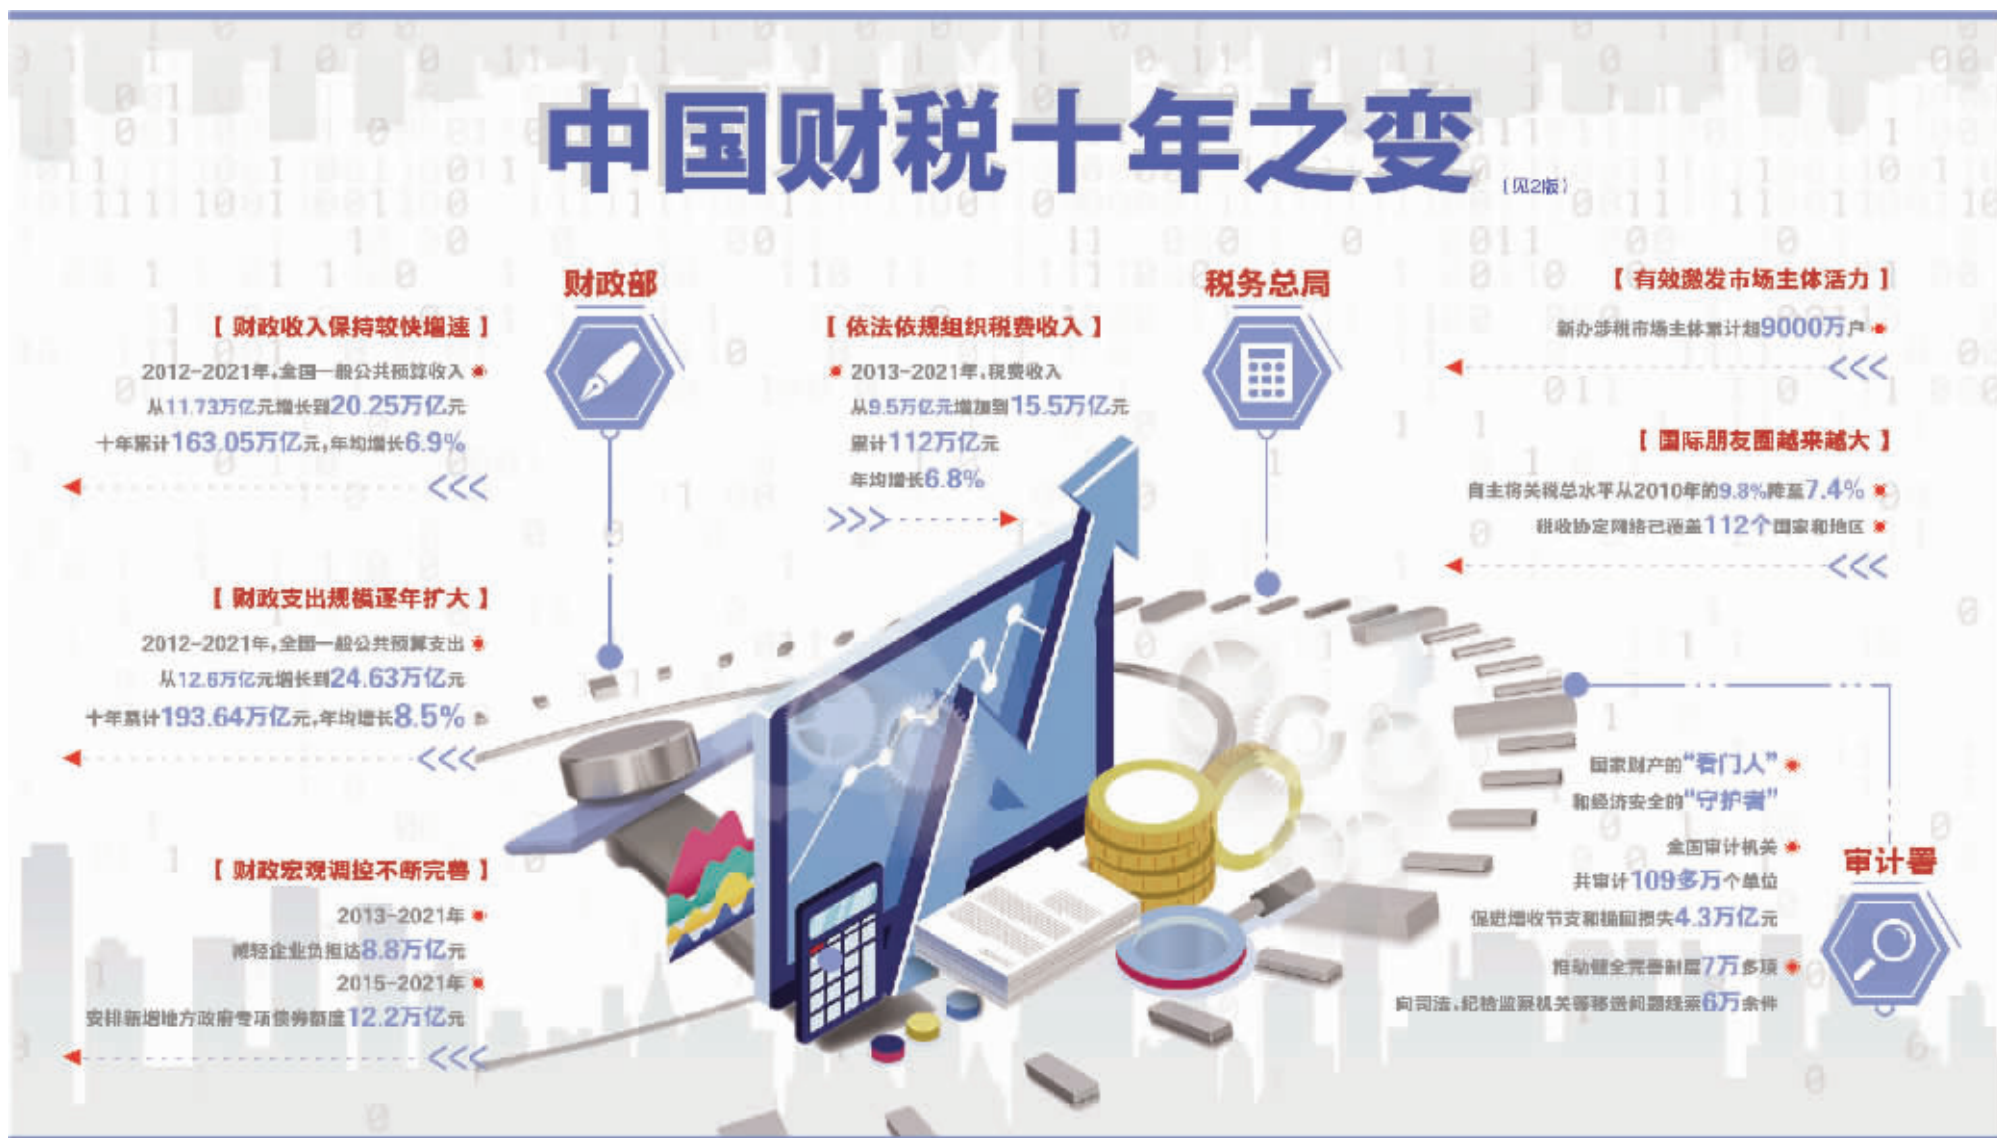 中国财税十年之变
（见2版）
财政部
【 财政收入保持较快增速 】
2012-2021年,全国一般公共预算收入
从11.73万亿元增长到20.25万亿元
十年累计163.05万亿元,年均增长6.9%
【 财政支出规模逐年扩大 】
2012-2021年,全国一般公共预算支出
从12.6万亿元增长到24.63万亿元
十年累计193.64万亿元,年均增长8.5%
【 财政宏观调控不断完善 】
2013-2021年
减轻企业负担达8.8万亿元
2015-2021年
安排新增地方政府专项债券额度12.2万亿元
税务总局
【 依法依规组织税费收入 】
2013-2021年,税费收入
从9.5万亿元增加到15.5万亿元
累计112万亿元
年均增长6.8%
【 有效激发市场主体活力 】
新办涉税市场主体累计超9000万户
【 国际朋友圈越来越大 】
自主将关税总水平从2010年的9.8%降至7.4%
税收协定网络已覆盖112个国家和地区
审计署
国家财产的“看门人”
和经济安全的“守护者”
全国审计机关
共审计109多万个单位
促进增收节支和挽回损失4.3万亿元
推动健全完善制度7万多项
向司法、纪检监察机关等移送问题线索6万余件